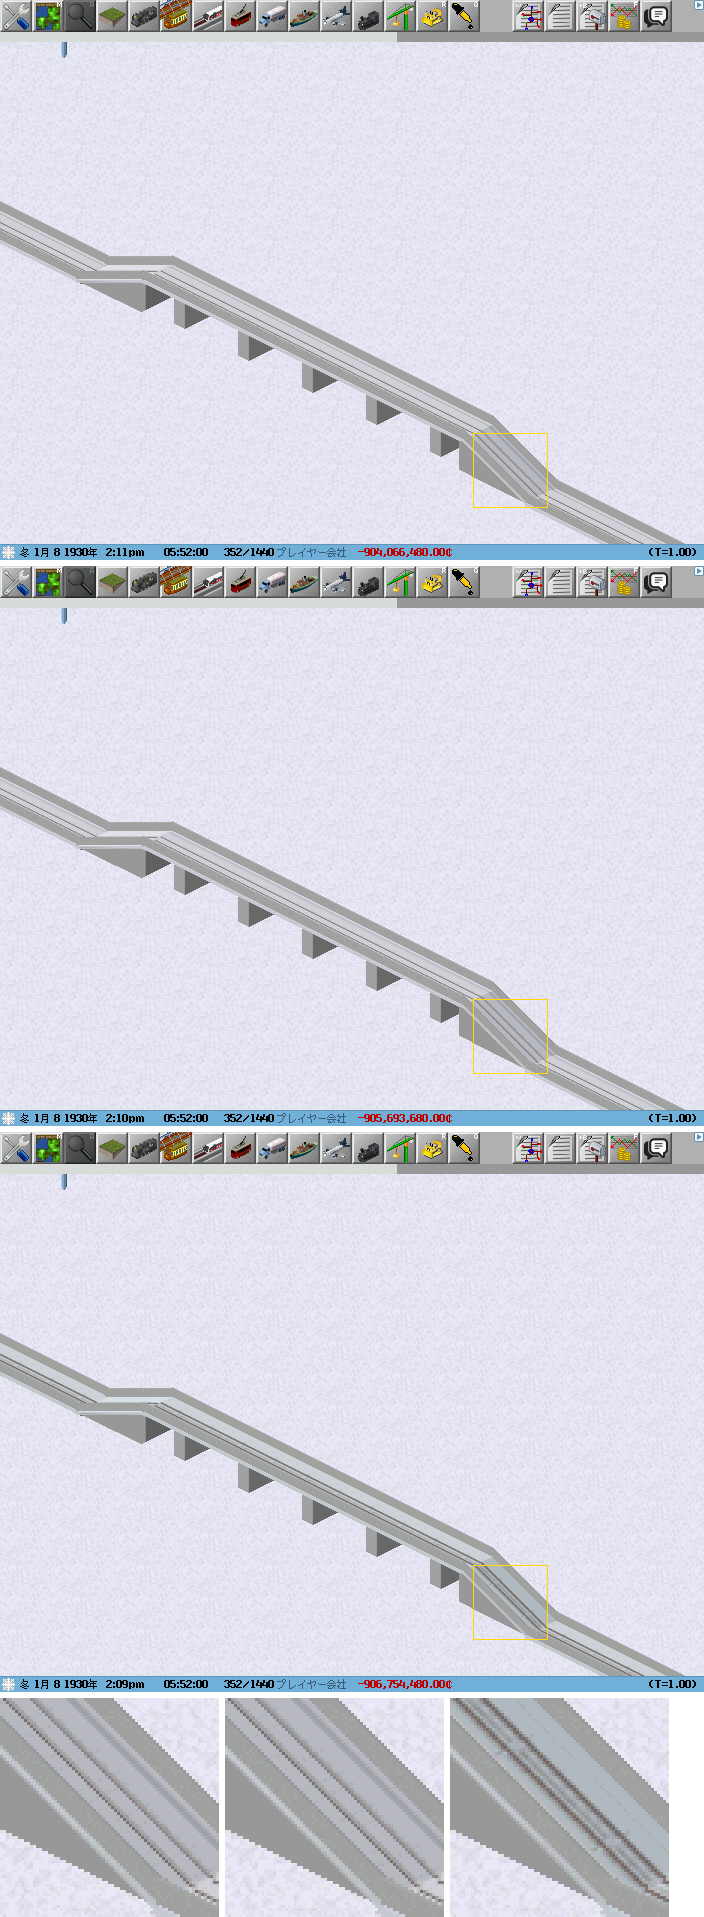 冬 1月 8 1930年 2:11pm 05:52:00 352/1440 プレイヤー会社 -904,066,480.00¢ (T=1.00)
冬 1月 8 1930年 2:10pm 05:52:00 352/1440 プレイヤー会社 -905,693,680.00¢ (T=1.00)
冬 1月 8 1930年 2:09pm 05:52:00 352/1440 プレイヤー会社 -906,754,480.00¢ (T=1.00)